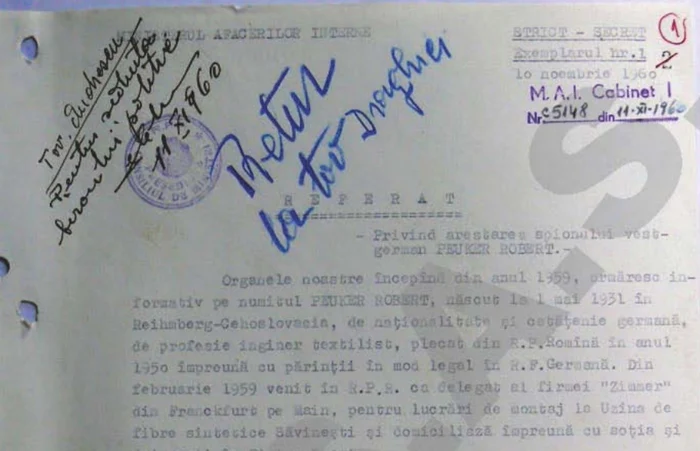 MINISTERUL AFACERILOR INTERNE
STRICT - SECRET
1
Exemplarul nr.1
2
10 noembrie 1960
M.A.I. Cabinet 1
Nr. c5148 din 11-XI-1960
Tov.
Pentru
biroului politic
11 XI 1960
Retur
la tov Drăghici
R E F E R A T
- Privind arestarea spionului vest-
german PEUKER ROBERT.-
Organele noastre începînd din anul 1959, urmăresc in-
formativ pe numitul PEUKER ROBERT, născut la 1 mai 1931 în
Reihmberg-Cehoslovacia, de naționalitate și cetățenie germană,
de profesie inginer textilist, plecat din R.P.Romînă în anul
1950 împreună cu părinții în mod legal în R.F.Germană. Din
februarie 1959 venit în R.P.R. ca delegat al firmei "Zimmer"
din Franckfurt pe Main, pentru lucrări de montaj la Uzina de
fibre sintetice Săvinești și domiciliază împreună cu soția și